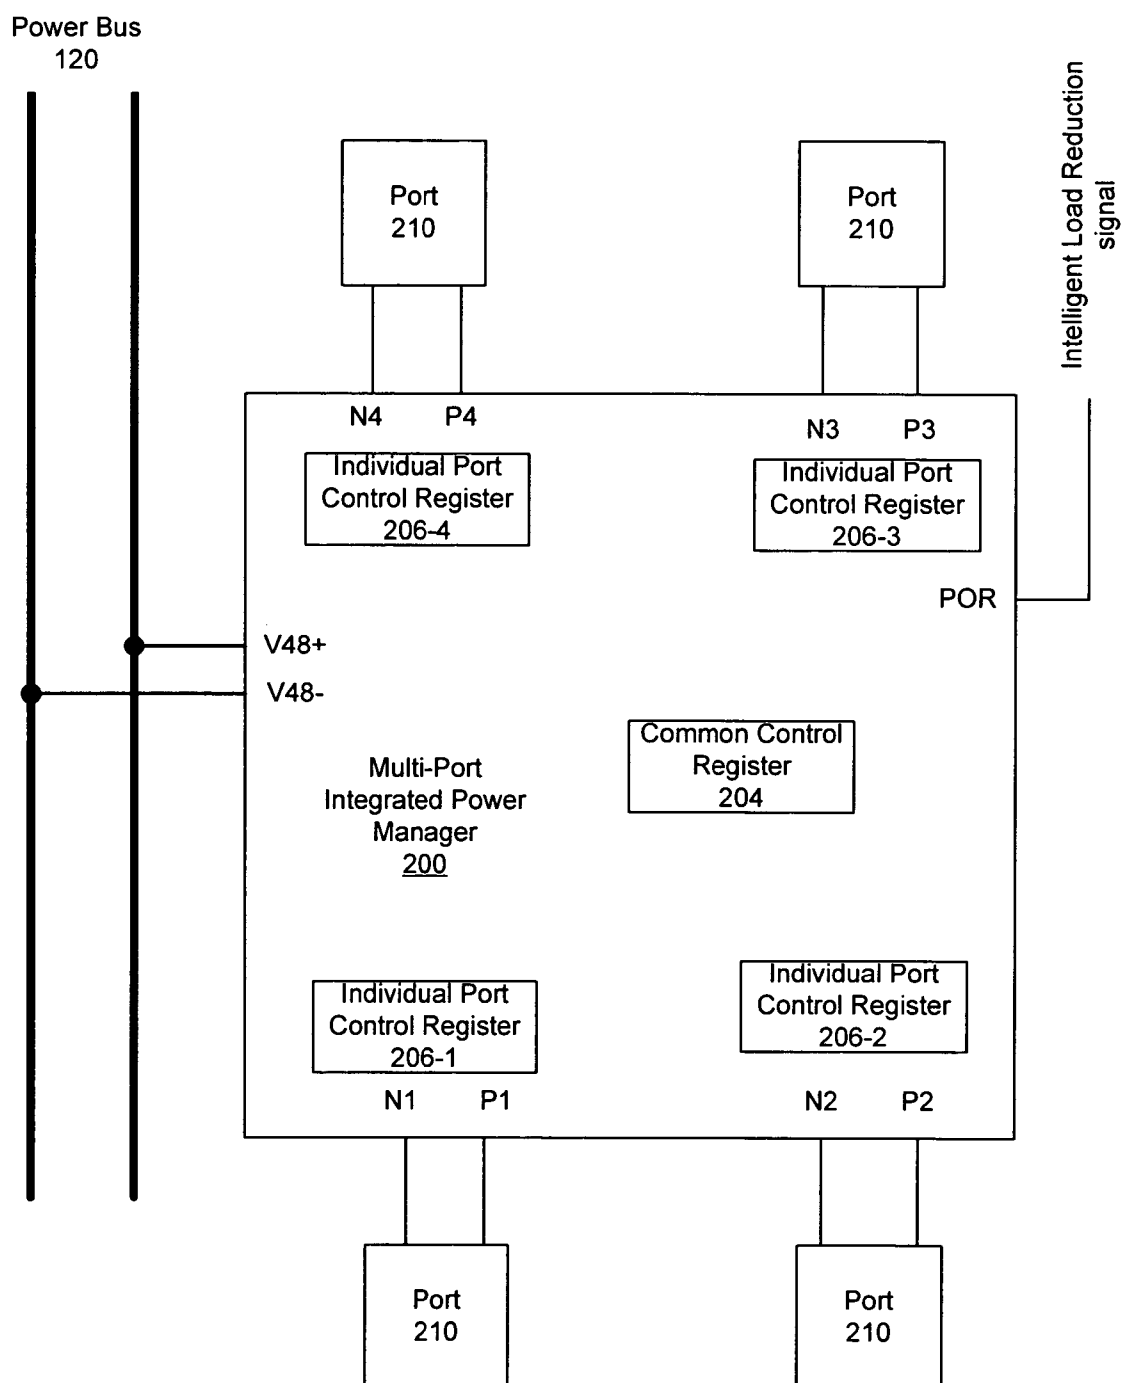 Power Bus
120
Intelligent Load Reduction
signal
Port
210
Port
210
N4
P4
N3
P3
Individual Port
Control Register
206-4
Individual Port
Control Register
206-3
POR
V48+
V48-
Common Control
Register
204
Multi-Port
Integrated Power
Manager
200
Individual Port
Control Register
206-1
Individual Port
Control Register
206-2
N1
P1
N2
P2
Port
210
Port
210